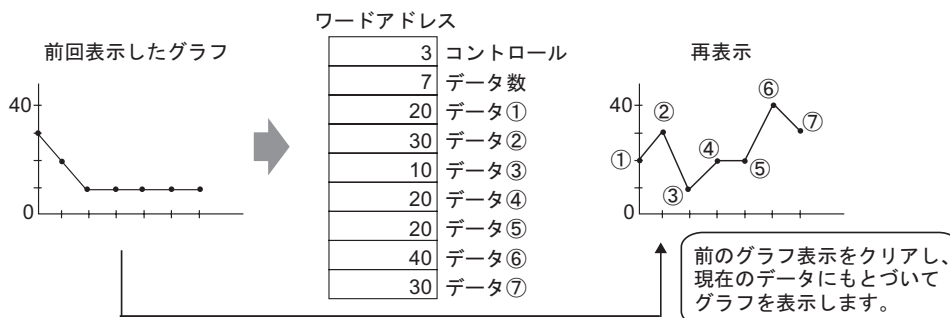 ワードアドレス
前回表示したグラフ
40
0
3 コントロール
7 データ数
20 データ①
30 データ②
10 データ③
20 データ④
20 データ⑤
40 データ⑥
30 データ⑦
再表示
40
0
①
②
③
④
⑤
⑥
⑦
前のグラフ表示をクリアし、
現在のデータにもとづいて
グラフを表示します。